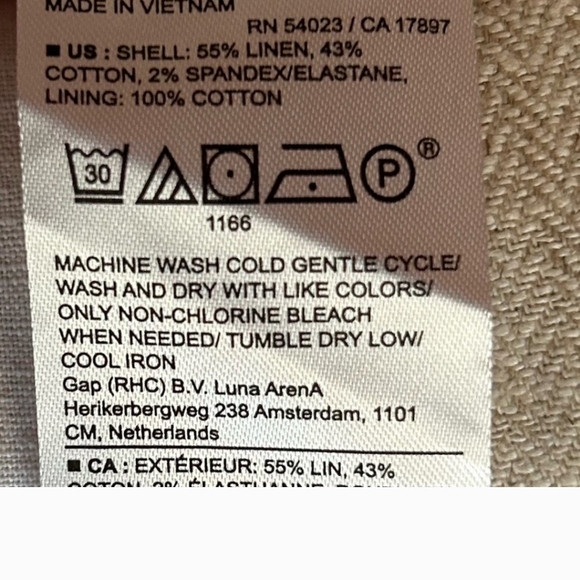 MADE IN VIETNAM
RN 54023 / CA 17897
■ US : SHELL: 55% LINEN, 43%
COTTON, 2% SPANDEX/ELASTANE,
LINING: 100% COTTON
30 P ®
1166
MACHINE WASH COLD GENTLE CYCLE/
WASH AND DRY WITH LIKE COLORS/
ONLY NON-CHLORINE BLEACH
WHEN NEEDED/ TUMBLE DRY LOW/
COOL IRON
Gap (RHC) B.V. Luna ArenA
Herikerbergweg 238 Amsterdam, 1101
CM, Netherlands
■ CA : EXTÉRIEUR: 55% LIN, 43%